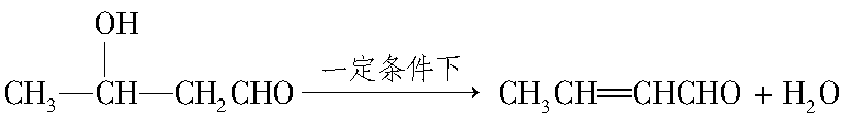 OH
CH₃—CH—CH₂CHO 一定条件下 → CH₃CH=CHCHO + H₂O